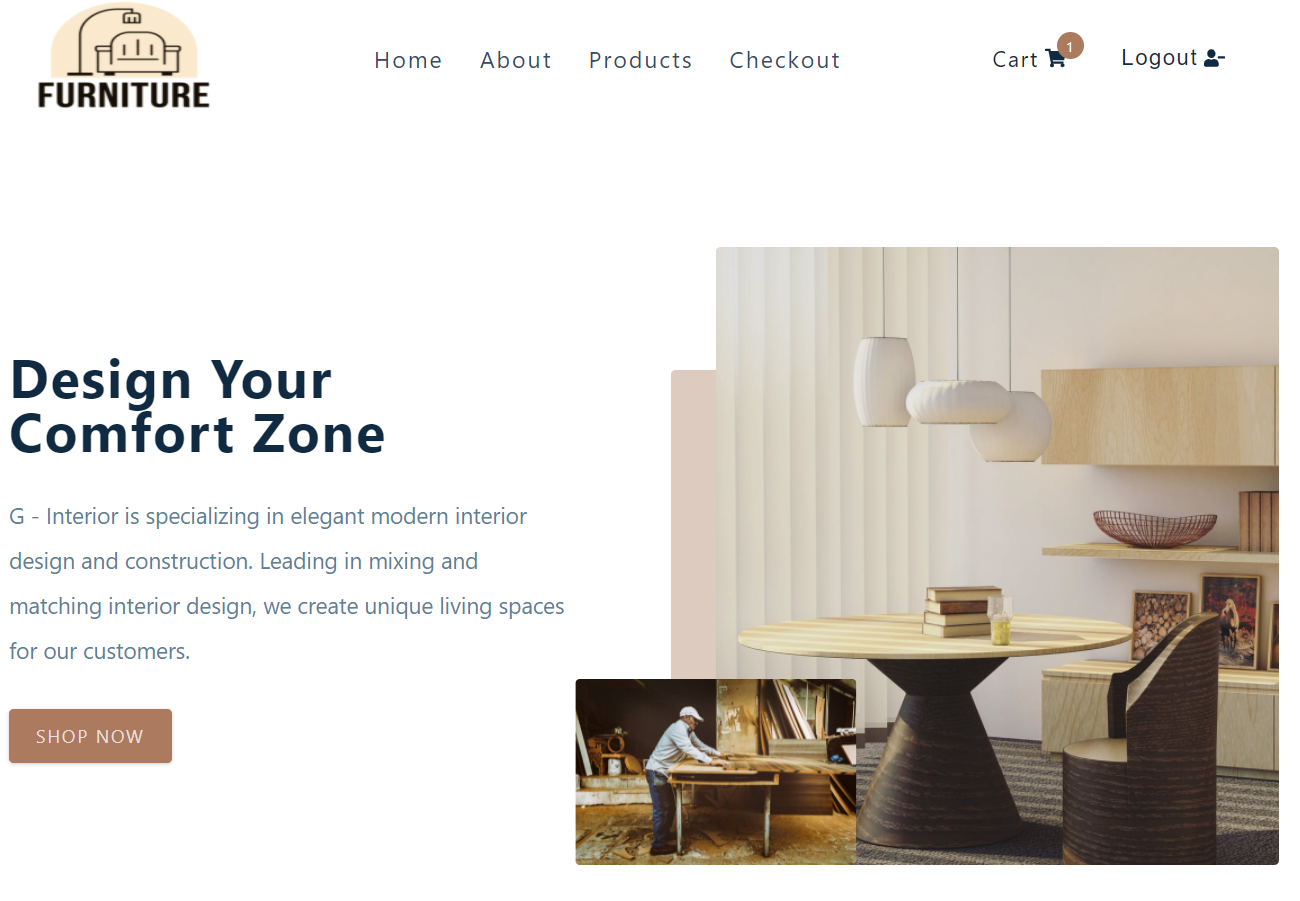 FURNITURE
Home About Products Checkout Cart 1 Logout
Design Your
Comfort Zone
G - Interior is specializing in elegant modern interior
design and construction. Leading in mixing and
matching interior design, we create unique living spaces
for our customers.
SHOP NOW